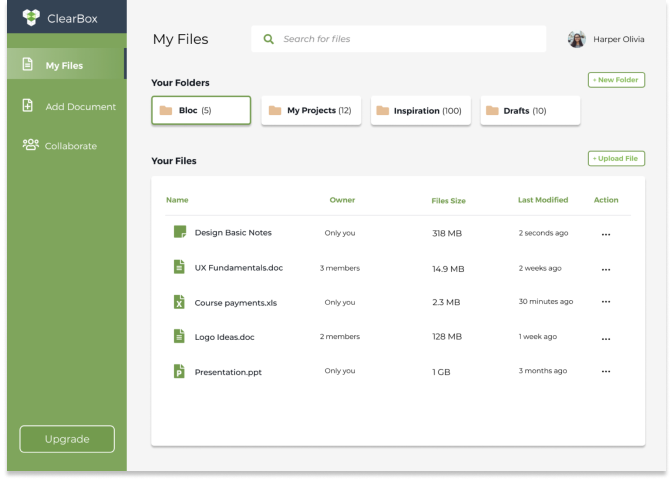 ClearBox
My Files
Add Document
Collaborate
Upgrade
My Files
Search for files
Harper Olivia
Your Folders
+ New Folder
Bloc (5)
My Projects (12)
Inspiration (100)
Drafts (10)
Your Files
+ Upload File
Name Owner Files Size Last Modified Action
Design Basic Notes Only you 318 MB 2 seconds ago ...
UX Fundamentals.doc 3 members 14.9 MB 2 weeks ago ...
X Course payments.xls Only you 2.3 MB 30 minutes ago ...
Logo Ideas.doc 2 members 128 MB 1 week ago ...
P Presentation.ppt Only you 1 GB 3 months ago ...